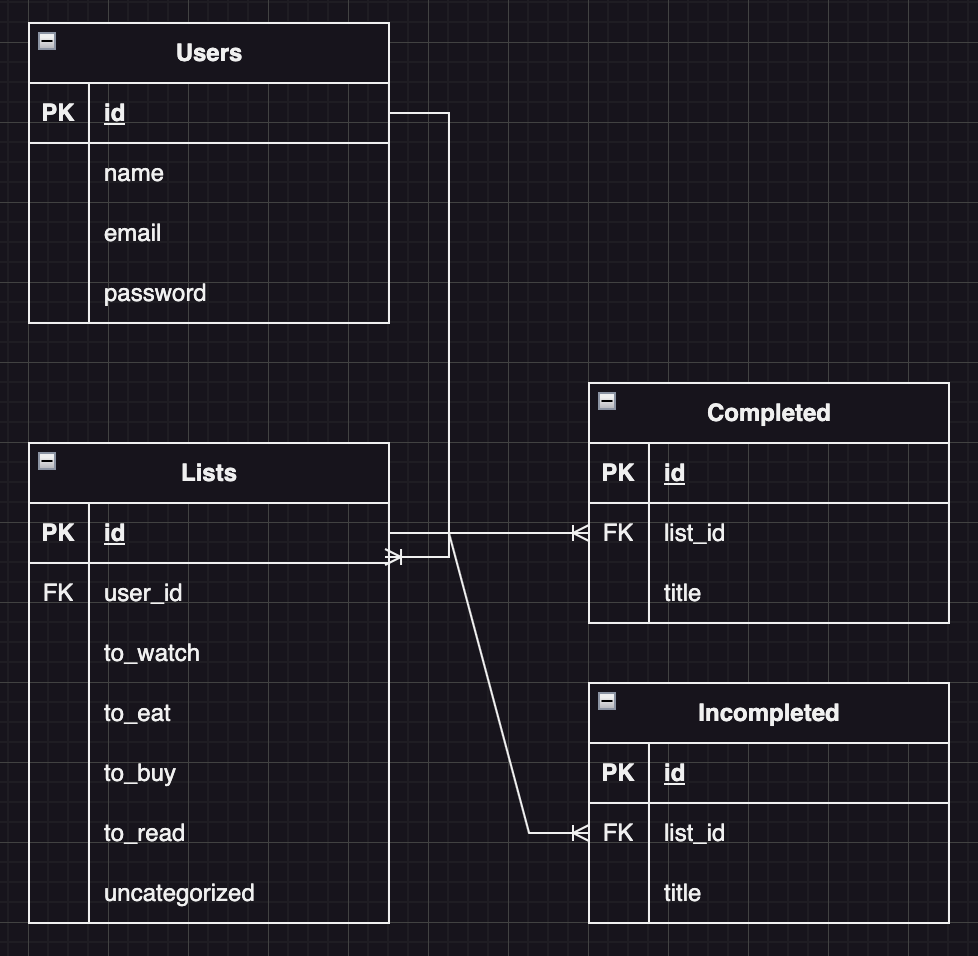 Users
PK id
name
email
password
Lists
PK id
FK user_id
to_watch
to_eat
to_buy
to_read
uncategorized
Completed
PK id
FK list_id
title
Incompleted
PK id
FK list_id
title